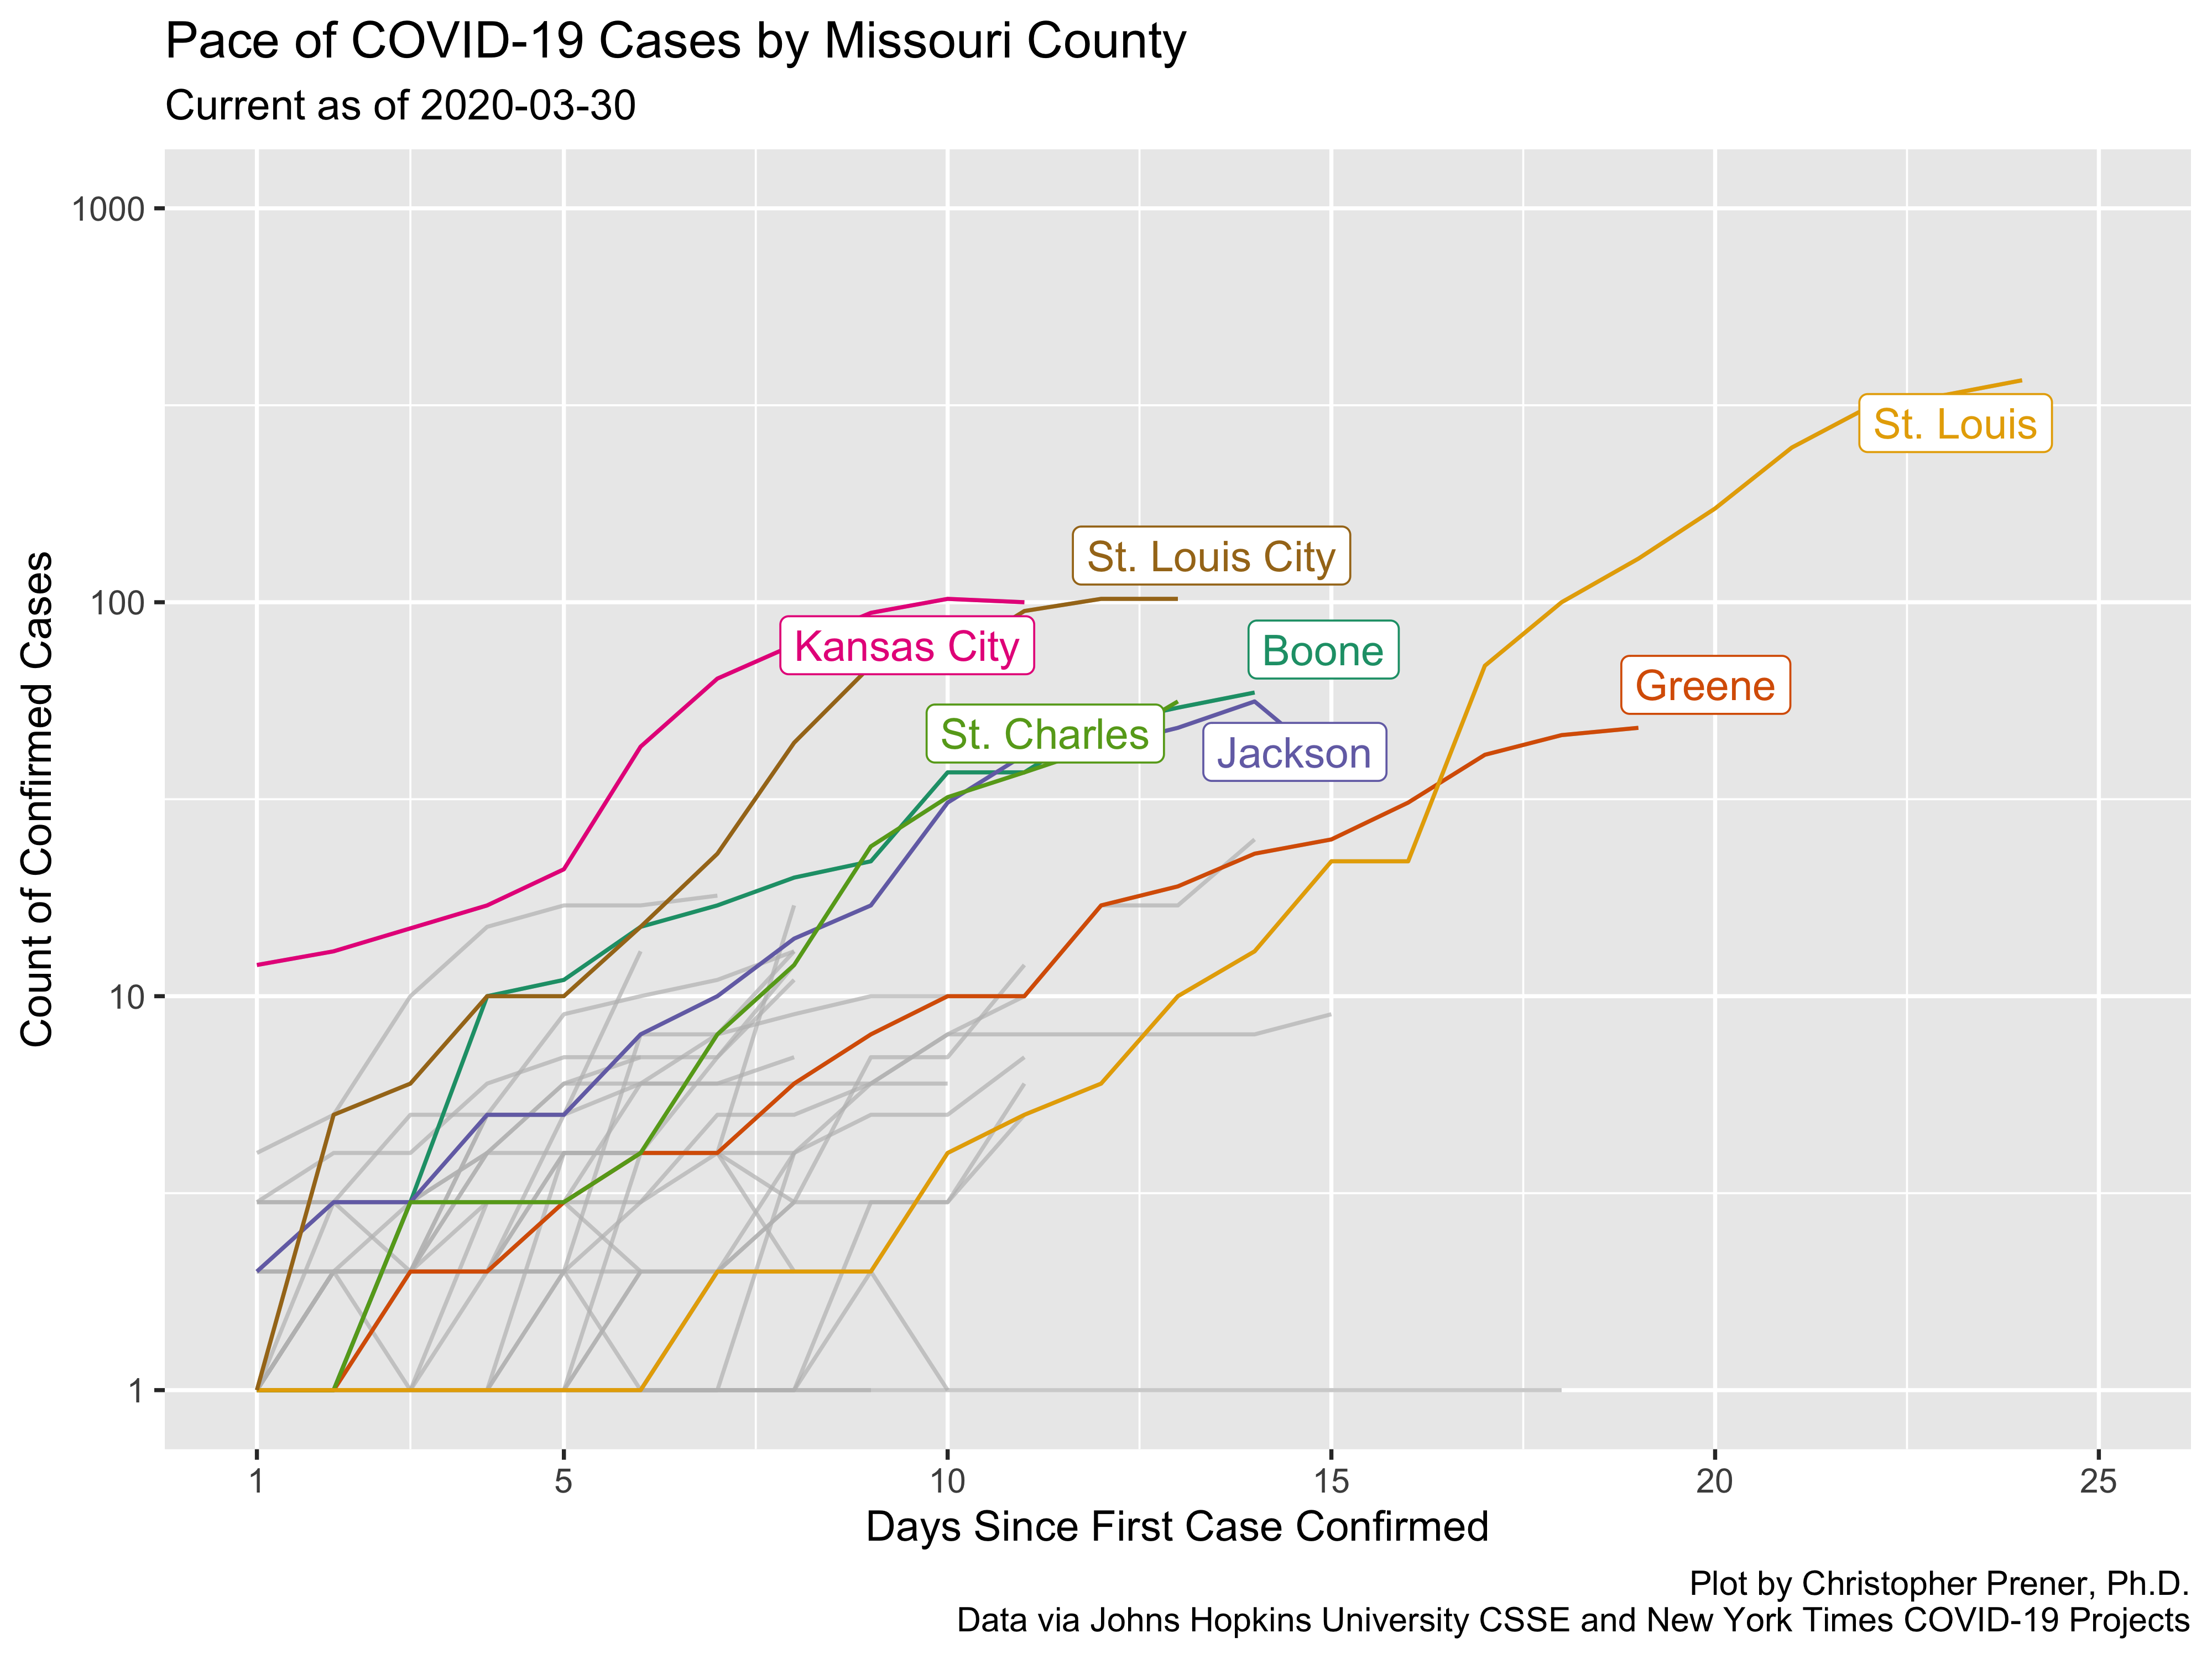 Pace of COVID-19 Cases by Missouri County
Current as of 2020-03-30
Count of Confirmed Cases
1000
100
10
1
St. Louis
St. Louis City
Kansas City
Boone
Greene
St. Charles
Jackson
1
5
10
15
20
25
Days Since First Case Confirmed
Plot by Christopher Prener, Ph.D.
Data via Johns Hopkins University CSSE and New York Times COVID-19 Projects